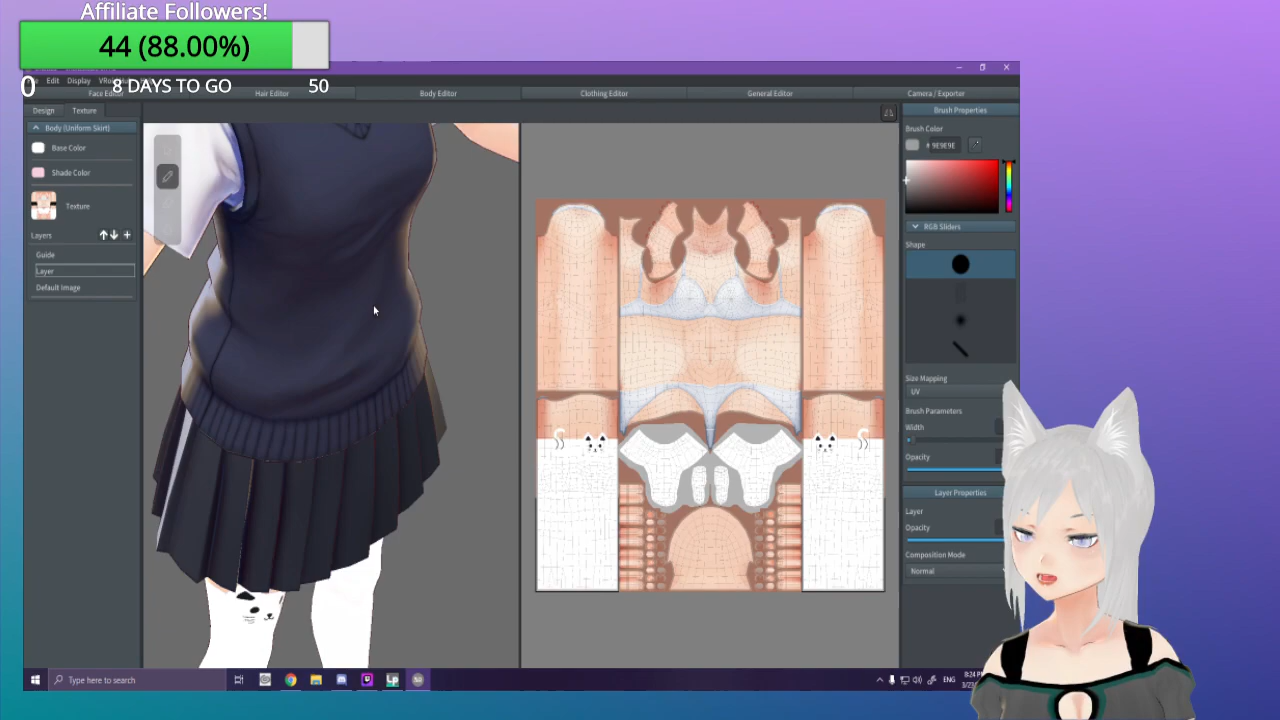 Affiliate Followers!
44 (88.00%)
0 8 DAYS TO GO 50
Edit Display
Face Editor Hair Editor Body Editor Clothing Editor General Editor Camera / Exporter
Design Texture
Body (Uniform Skirt)
Base Color
Shade Color
Texture
Layers
Guide
Layer
Default Image
Brush Properties
Brush Color
# 9E9E9E
RGB Sliders
Shape
Size Mapping
UV
Brush Parameters
Width
Opacity
Layer Properties
Layer
Opacity
Composition Mode
Normal
Type here to search
ENG
8:24